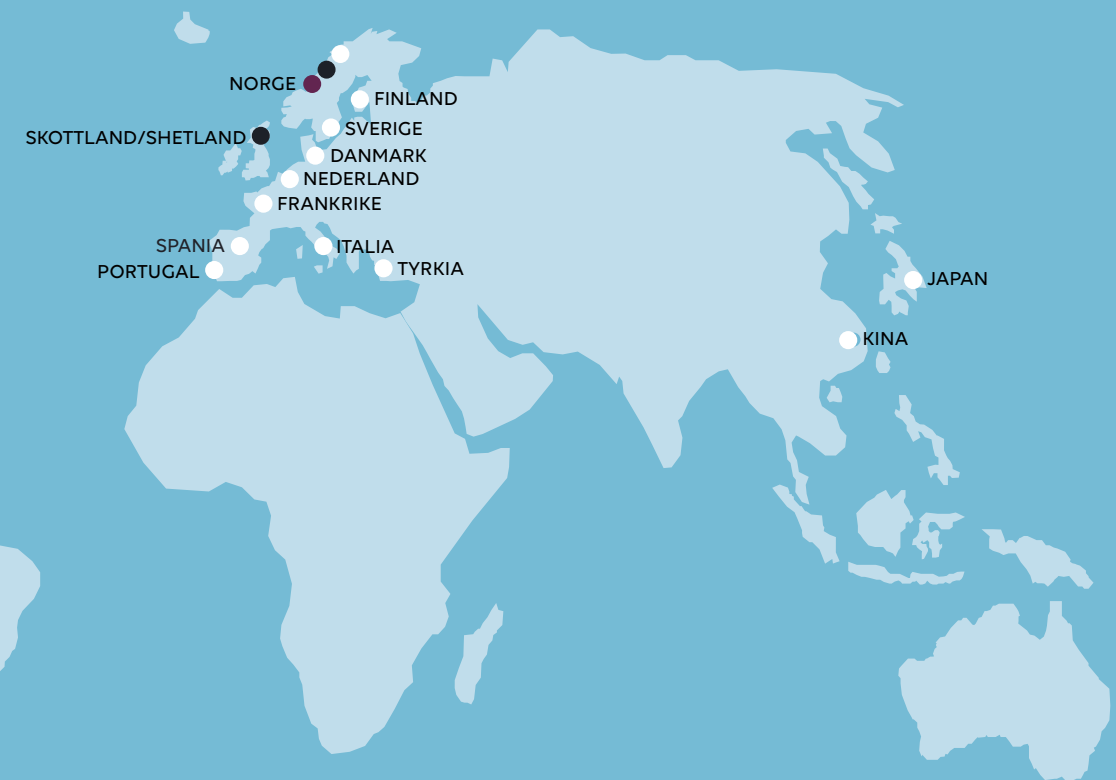 NORGE
FINLAND
SVERIGE
SKOTTLAND/SHETLAND
DANMARK
NEDERLAND
FRANKRIKE
SPANIA
ITALIA
PORTUGAL
TYRKIA
JAPAN
KINA